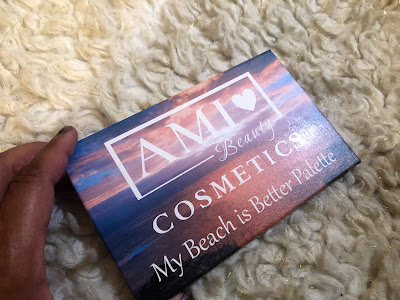 AMI
Beauty
COSMETICS
My Beach is Better Palette